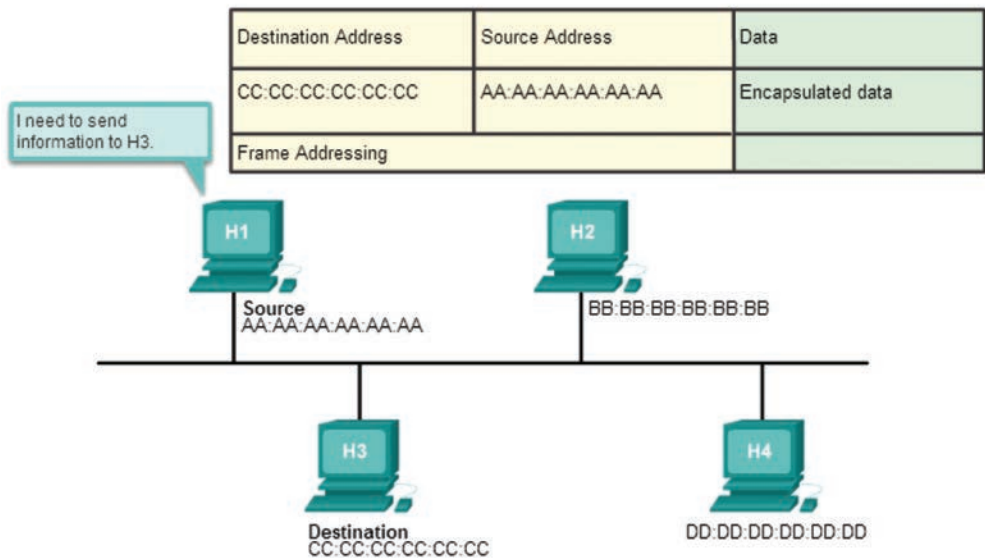 Destination Address Source Address Data
CC:CC:CC:CC:CC:CC AA:AA:AA:AA:AA:AA Encapsulated data
Frame Addressing
I need to send
information to H3.
H1 H2
Source
AA:AA:AA:AA:AA:AA BB:BB:BB:BB:BB:BB
H3 H4
Destination DD:DD:DD:DD:DD:DD
CC:CC:CC:CC:CC:CC